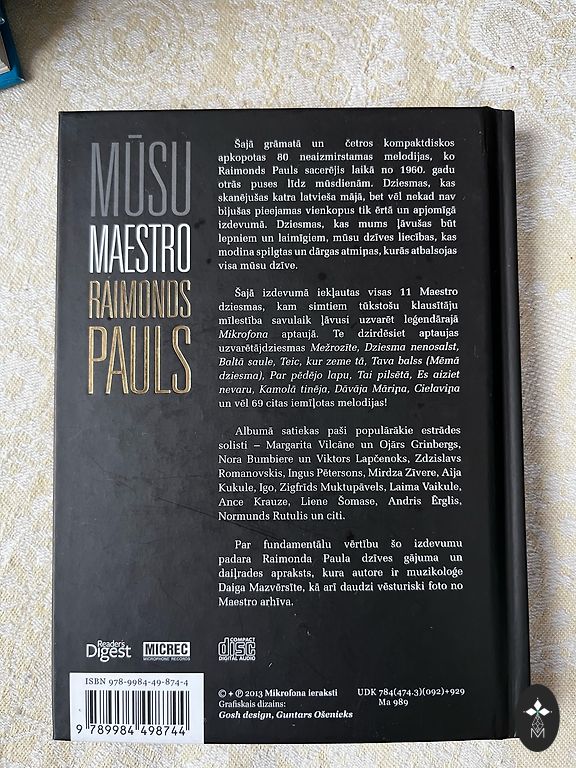 MŪSU
MAESTRO
RAIMONDS
PAULS
Šajā grāmatā un četros kompaktdiskos
apkopotas 80 neaizmirstamas melodijas, ko
Raimonds Pauls sacerējis laikā no 1960. gadu
otrās puses līdz mūsdienām. Dziesmas, kas
skanējušas katra latvieša mājā, bet vēl nekad nav
bijušas pieejamas vienkopus tik ērtā un apjomīgā
izdevumā. Dziesmas, kas mums ļāvušas būt
lepniem un laimīgiem, mūsu dzīves liecības, kas
modina spilgtas un dārgas atmiņas, kurās atbalsojas
visa mūsu dzīve.
Šajā izdevumā iekļautas visas 11 Maestro
dziesmas, kam simtiem tūkstošu klausītāju
mīlestība savulaik ļāvusi uzvarēt leģendārajā
Mikrofona aptaujā. Te dzirdēsiet aptaujas
uzvarētājdziesmas Mežrozīte, Dziesma nenosalst,
Baltā saule, Teic, kur zeme tā, Tava balss (Mēmā
dziesma), Par pēdējo lapu, Tai pilsētā, Es aiziet
nevaru, Kamolā tinēja, Dāvāja Māriņa, Cielaviņa
un vēl 69 citas iemīļotas melodijas!
Albumā satiekas paši populārākie estrādes
solisti – Margarita Vilcāne un Ojārs Grinbergs,
Nora Bumbiere un Viktors Lapčenoks, Zdzislavs
Romanovskis, Ingus Pētersons, Mirdza Zīvere, Aija
Kukule, Igo, Zigfrīds Muktupāvels, Laima Vaikule,
Ance Krauze, Liene Šomase, Andris Ērglis,
Normunds Rutulis un citi.
Par fundamentālu vērtību šo izdevumu
padara Raimonda Paula dzīves gājuma un
daiļrades apraksts, kura autore ir muzikoloģe
Daiga Mazvērsīte, kā arī daudzi vēsturiski foto no
Maestro arhīva.
Reader's
Digest
MICREC
MICROPHONE RECORDS
COMPACT
disc
DIGITAL AUDIO
ISBN 978-9984-49-874-4
9 789984 498744
© + ℗ 2013 Mikrofona ieraksti
Grafiskais dizains:
Gosh design, Guntars Ošenieks
UDK 784(474.3)(092)+929
Ma 989